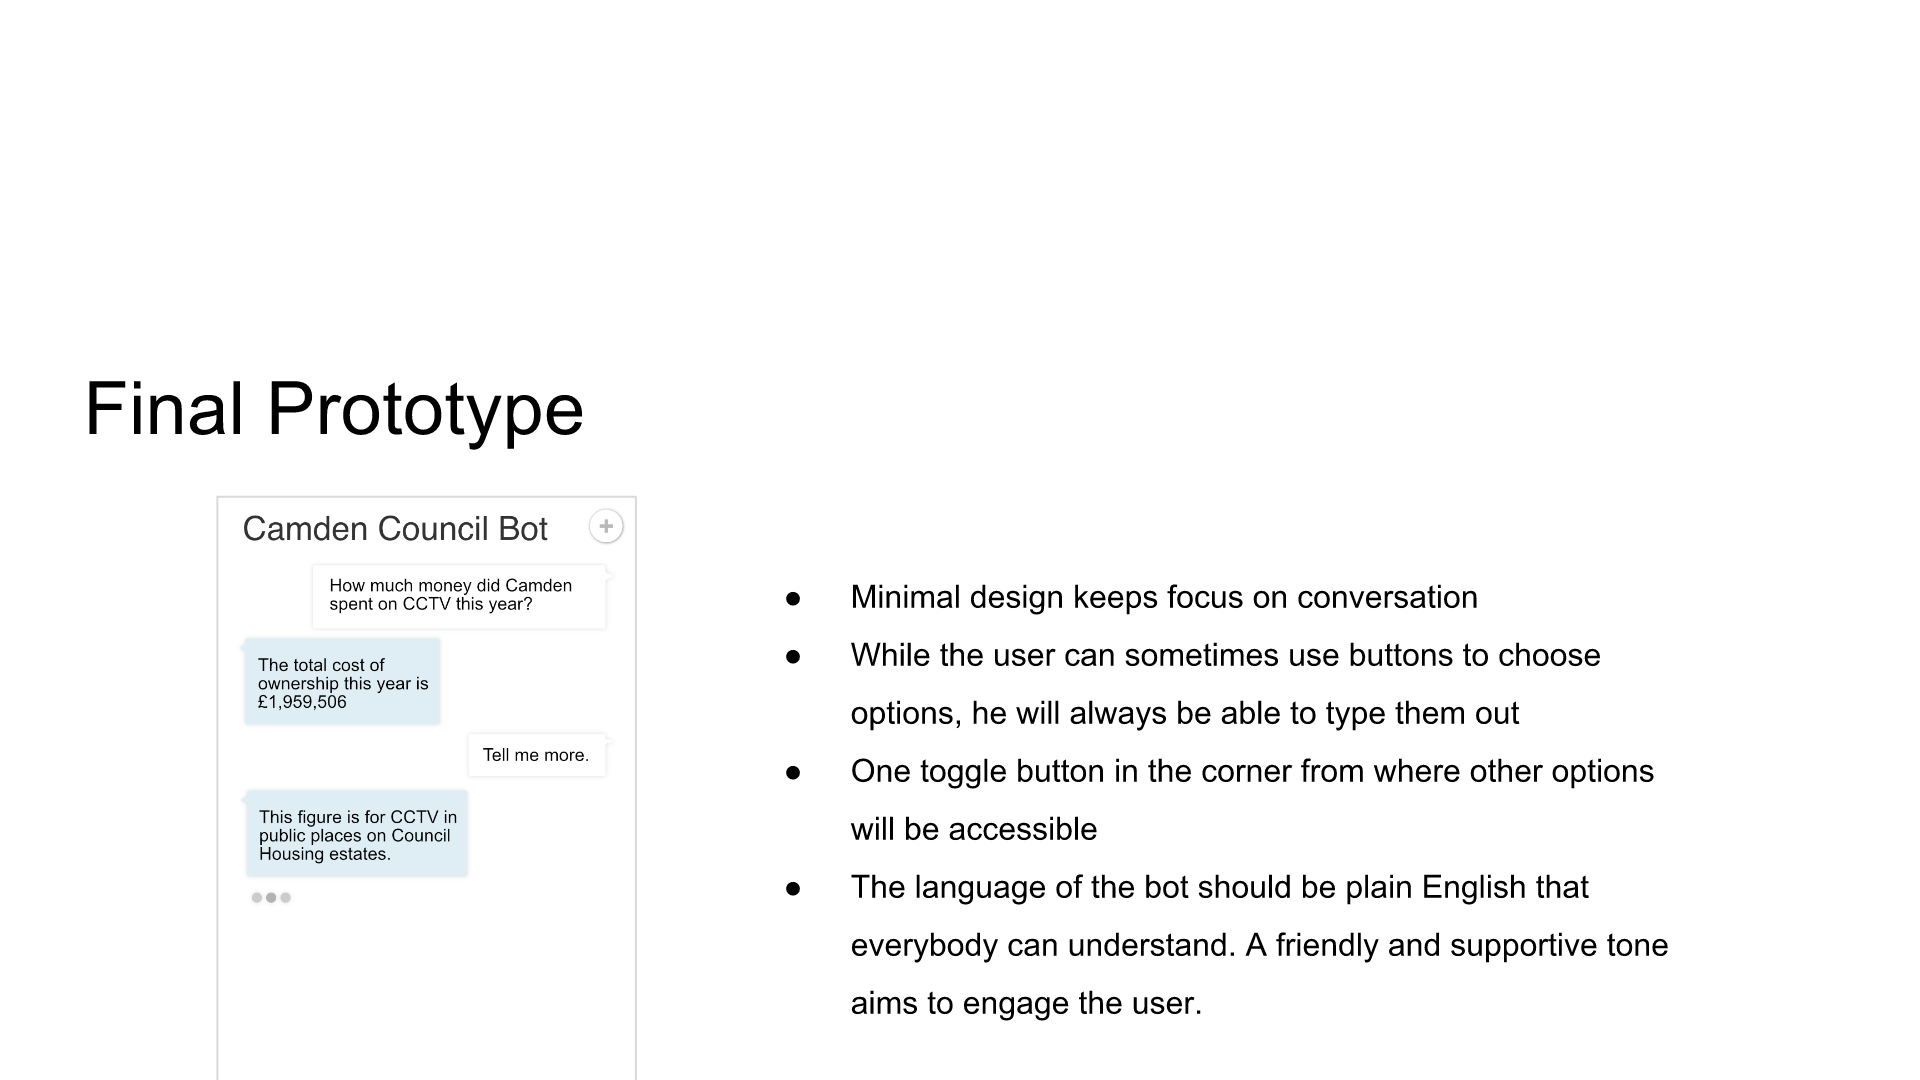 Final Prototype
Camden Council Bot
How much money did Camden
spent on CCTV this year?
The total cost of
ownership this year is
£1,959,506
Tell me more.
This figure is for CCTV in
public places on Council
Housing estates.
● Minimal design keeps focus on conversation
● While the user can sometimes use buttons to choose
options, he will always be able to type them out
● One toggle button in the corner from where other options
will be accessible
● The language of the bot should be plain English that
everybody can understand. A friendly and supportive tone
aims to engage the user.